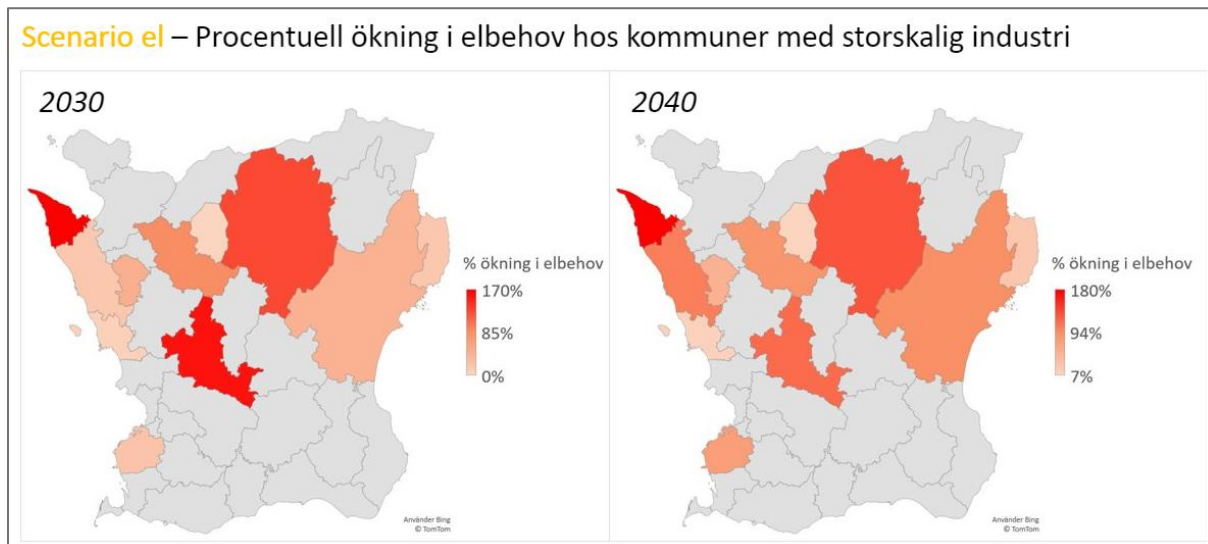 Scenario el – Procentuell ökning i elbehov hos kommuner med storskalig industri
2030
% ökning i elbehov
170%
85%
0%
Använder Bing
© TomTom
2040
% ökning i elbehov
180%
94%
7%
Använder Bing
© TomTom